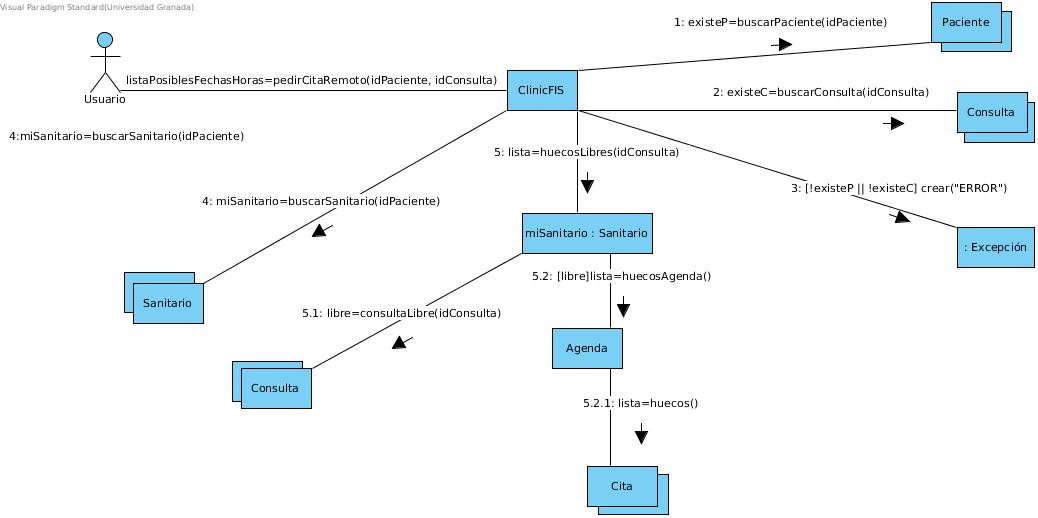 Visual Paradigm Standard(Universidad Granada)
1: existeP=buscarPaciente(idPaciente)
Paciente
listaPosiblesFechasHoras=pedirCitaRemoto(idPaciente, idConsulta)
ClinicFIS
2: existeC=buscarConsulta(idConsulta)
Usuario
Consulta
4:miSanitario=buscarSanitario(idPaciente)
5: lista=huecosLibres(idConsulta)
3: [!existeP || !existeC] crear("ERROR")
4: miSanitario=buscarSanitario(idPaciente)
miSanitario : Sanitario
: Excepción
5.2: [libre]lista=huecosAgenda()
Sanitario
5.1: libre=consultaLibre(idConsulta)
Agenda
Consulta
5.2.1: lista=huecos()
Cita